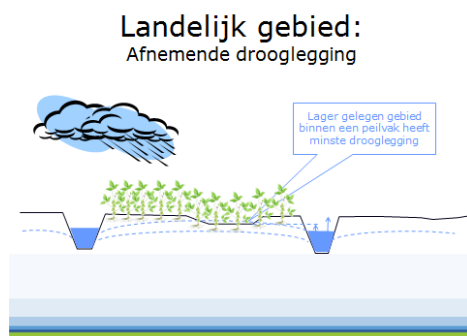 Landelijk gebied:
Afnemende drooglegging
Lager gelegen gebied
binnen een peilvak heeft
minste drooglegging